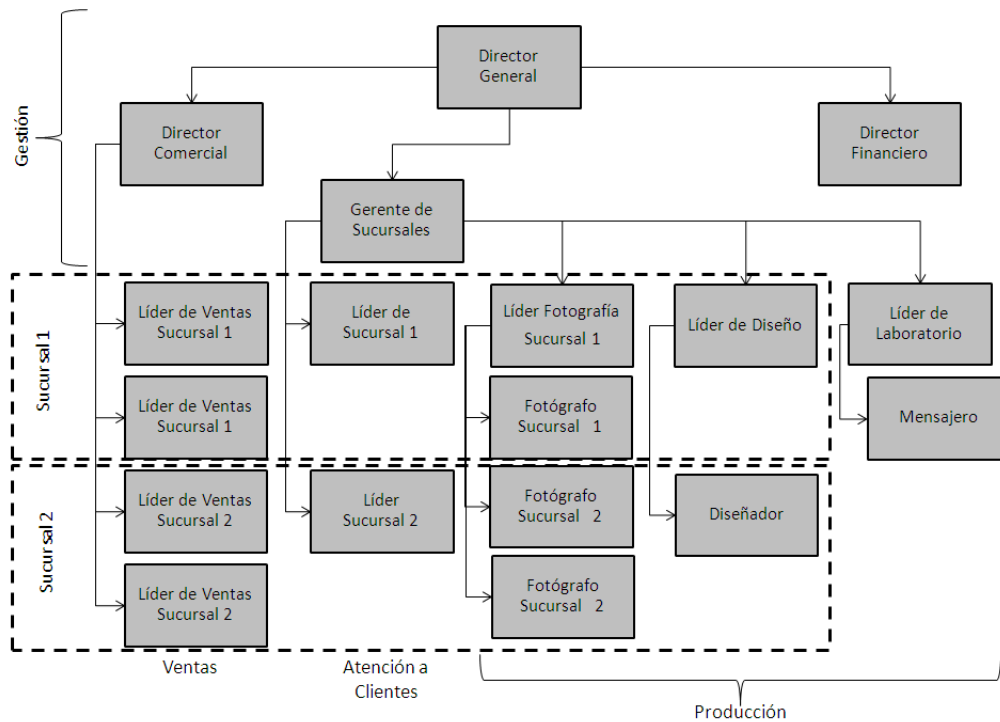 Gestión
Director
General
Director
Comercial
Director
Financiero
Gerente de
Sucursales
Sucursal 1
Líder de Ventas
Sucursal 1
Líder de
Sucursal 1
Líder Fotografía
Sucursal 1
Líder de Diseño
Líder de
Laboratorio
Líder de Ventas
Sucursal 1
Fotógrafo
Sucursal 1
Mensajero
Sucursal 2
Líder de Ventas
Sucursal 2
Líder
Sucursal 2
Fotógrafo
Sucursal 2
Diseñador
Líder de Ventas
Sucursal 2
Fotógrafo
Sucursal 2
Ventas
Atención a
Clientes
Producción